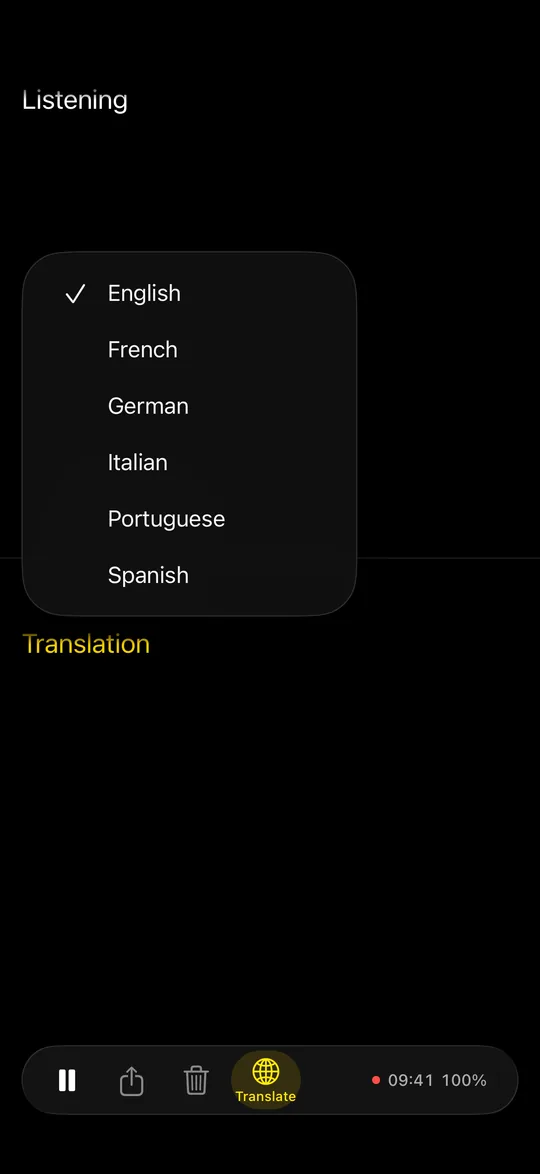 Listening
English
French
German
Italian
Portuguese
Spanish
Translation
Translate
09:41 100%